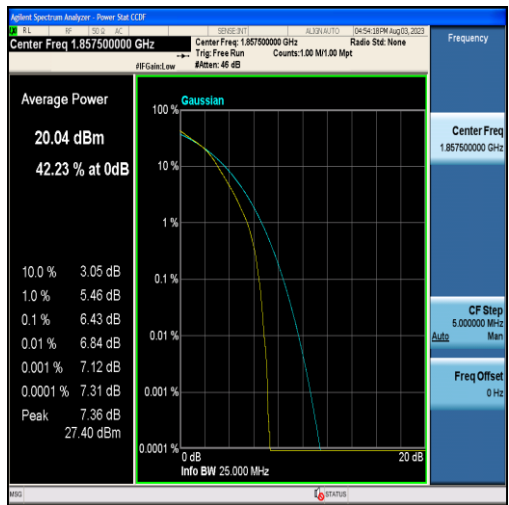 Agilent Spectrum Analyzer - Power Stat CCDF
RL RF 50 Ω AC SENSE:INT ALIGN AUTO 04:54:18PM Aug 03, 2023
Center Freq 1.857500000 GHz
Center Freq: 1.857500000 GHz Radio Std: None
Trig: Free Run Counts:1.00 M/1.00 Mpt
#IFGain:Low #Atten: 46 dB
Frequency
Average Power
20.04 dBm
42.23 % at 0dB
10.0 % 3.05 dB
1.0 % 5.46 dB
0.1 % 6.43 dB
0.01 % 6.84 dB
0.001 % 7.12 dB
0.0001 % 7.31 dB
Peak 7.36 dB
27.40 dBm
Gaussian
100 %
10 %
1 %
0.1 %
0.01 %
0.001 %
0.0001 %
0 dB 20 dB
Info BW 25.000 MHz
Center Freq
1.857500000 GHz
CF Step
5.000000 MHz
Auto Man
Freq Offset
0 Hz
MSG STATUS